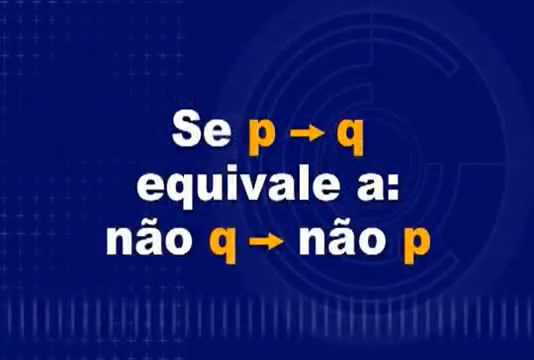 Se p → q
equivale a:
não q → não p